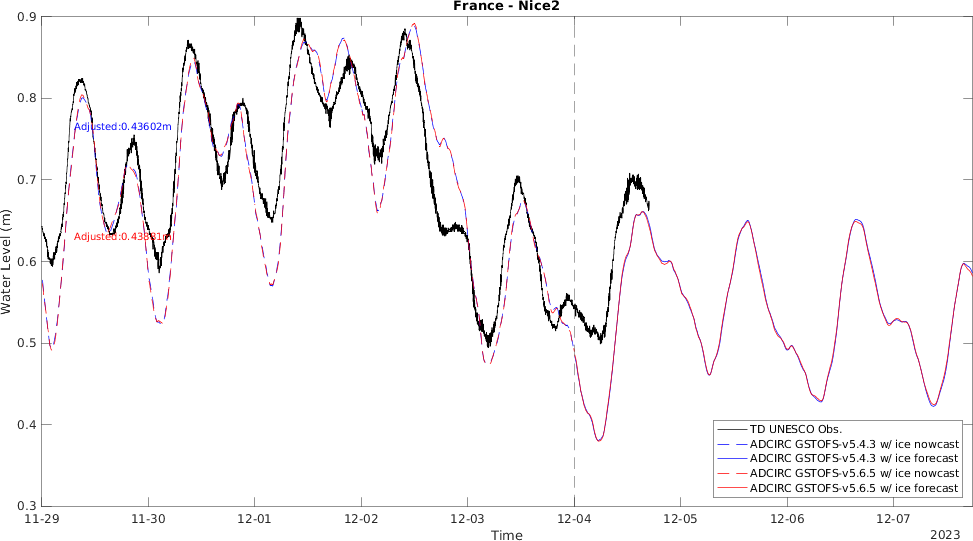 France - Nice2
0.9
0.8
0.7
0.6
0.5
0.4
0.3
Water Level (m)
Adjusted:0.43602m
TD UNESCO Obs.
ADCIRC GSTOFS-v5.4.3 w/ ice nowcast
ADCIRC GSTOFS-v5.4.3 w/ ice forecast
ADCIRC GSTOFS-v5.6.5 w/ ice nowcast
ADCIRC GSTOFS-v5.6.5 w/ ice forecast
11-29 11-30 12-01 12-02 12-03 12-04 12-05 12-06 12-07
Time
2023